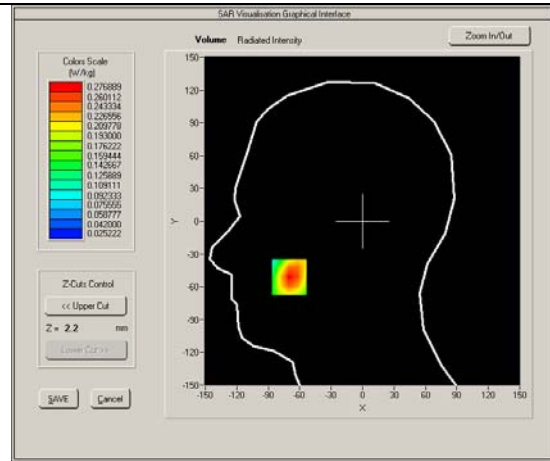 SAR Visualisation Graphical Interface
Volume Radiated Intensity
Zoom In/Out
Colors Scale
(W/kg)
0.276889
0.260112
0.243334
0.226556
0.209778
0.193000
0.176222
0.159444
0.142667
0.125889
0.109111
0.092333
0.075555
0.058777
0.042000
0.025222
Z-Cuts Control
<< Upper Cut
Z = 2.2 mm
Lower Cut >>
SAVE
Cancel
150
120
90
60
30
Y
0
-30
-60
-90
-120
-150
-150 -120 -90 -60 -30 0 30 60 90 120 150
X